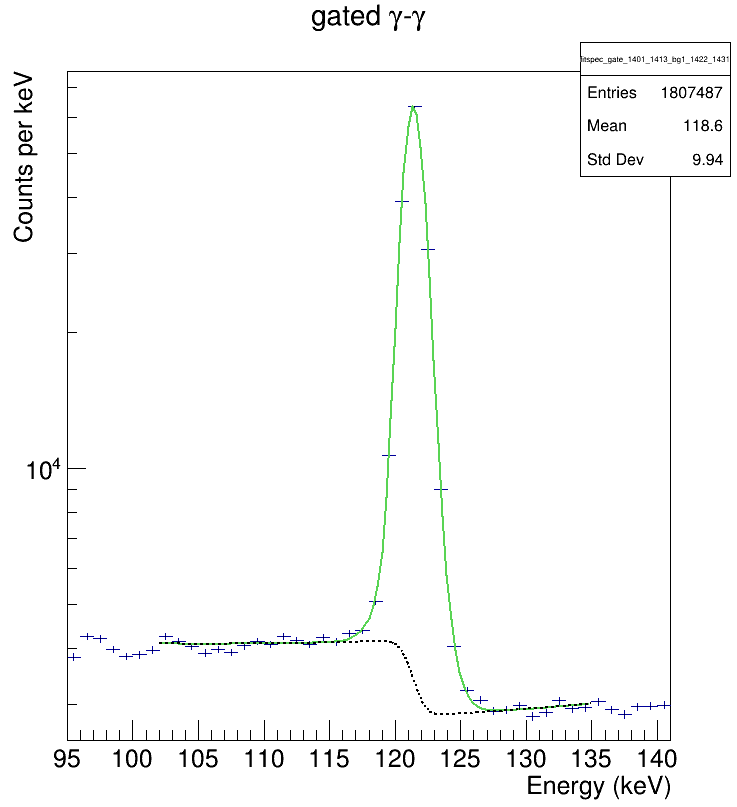 gated γ-γ
itspec_gate_1401_1413_bg1_1422_1431
Entries 1807487
Mean 118.6
Std Dev 9.94
Counts per keV
10⁴
95 100 105 110 115 120 125 130 135 140
Energy (keV)